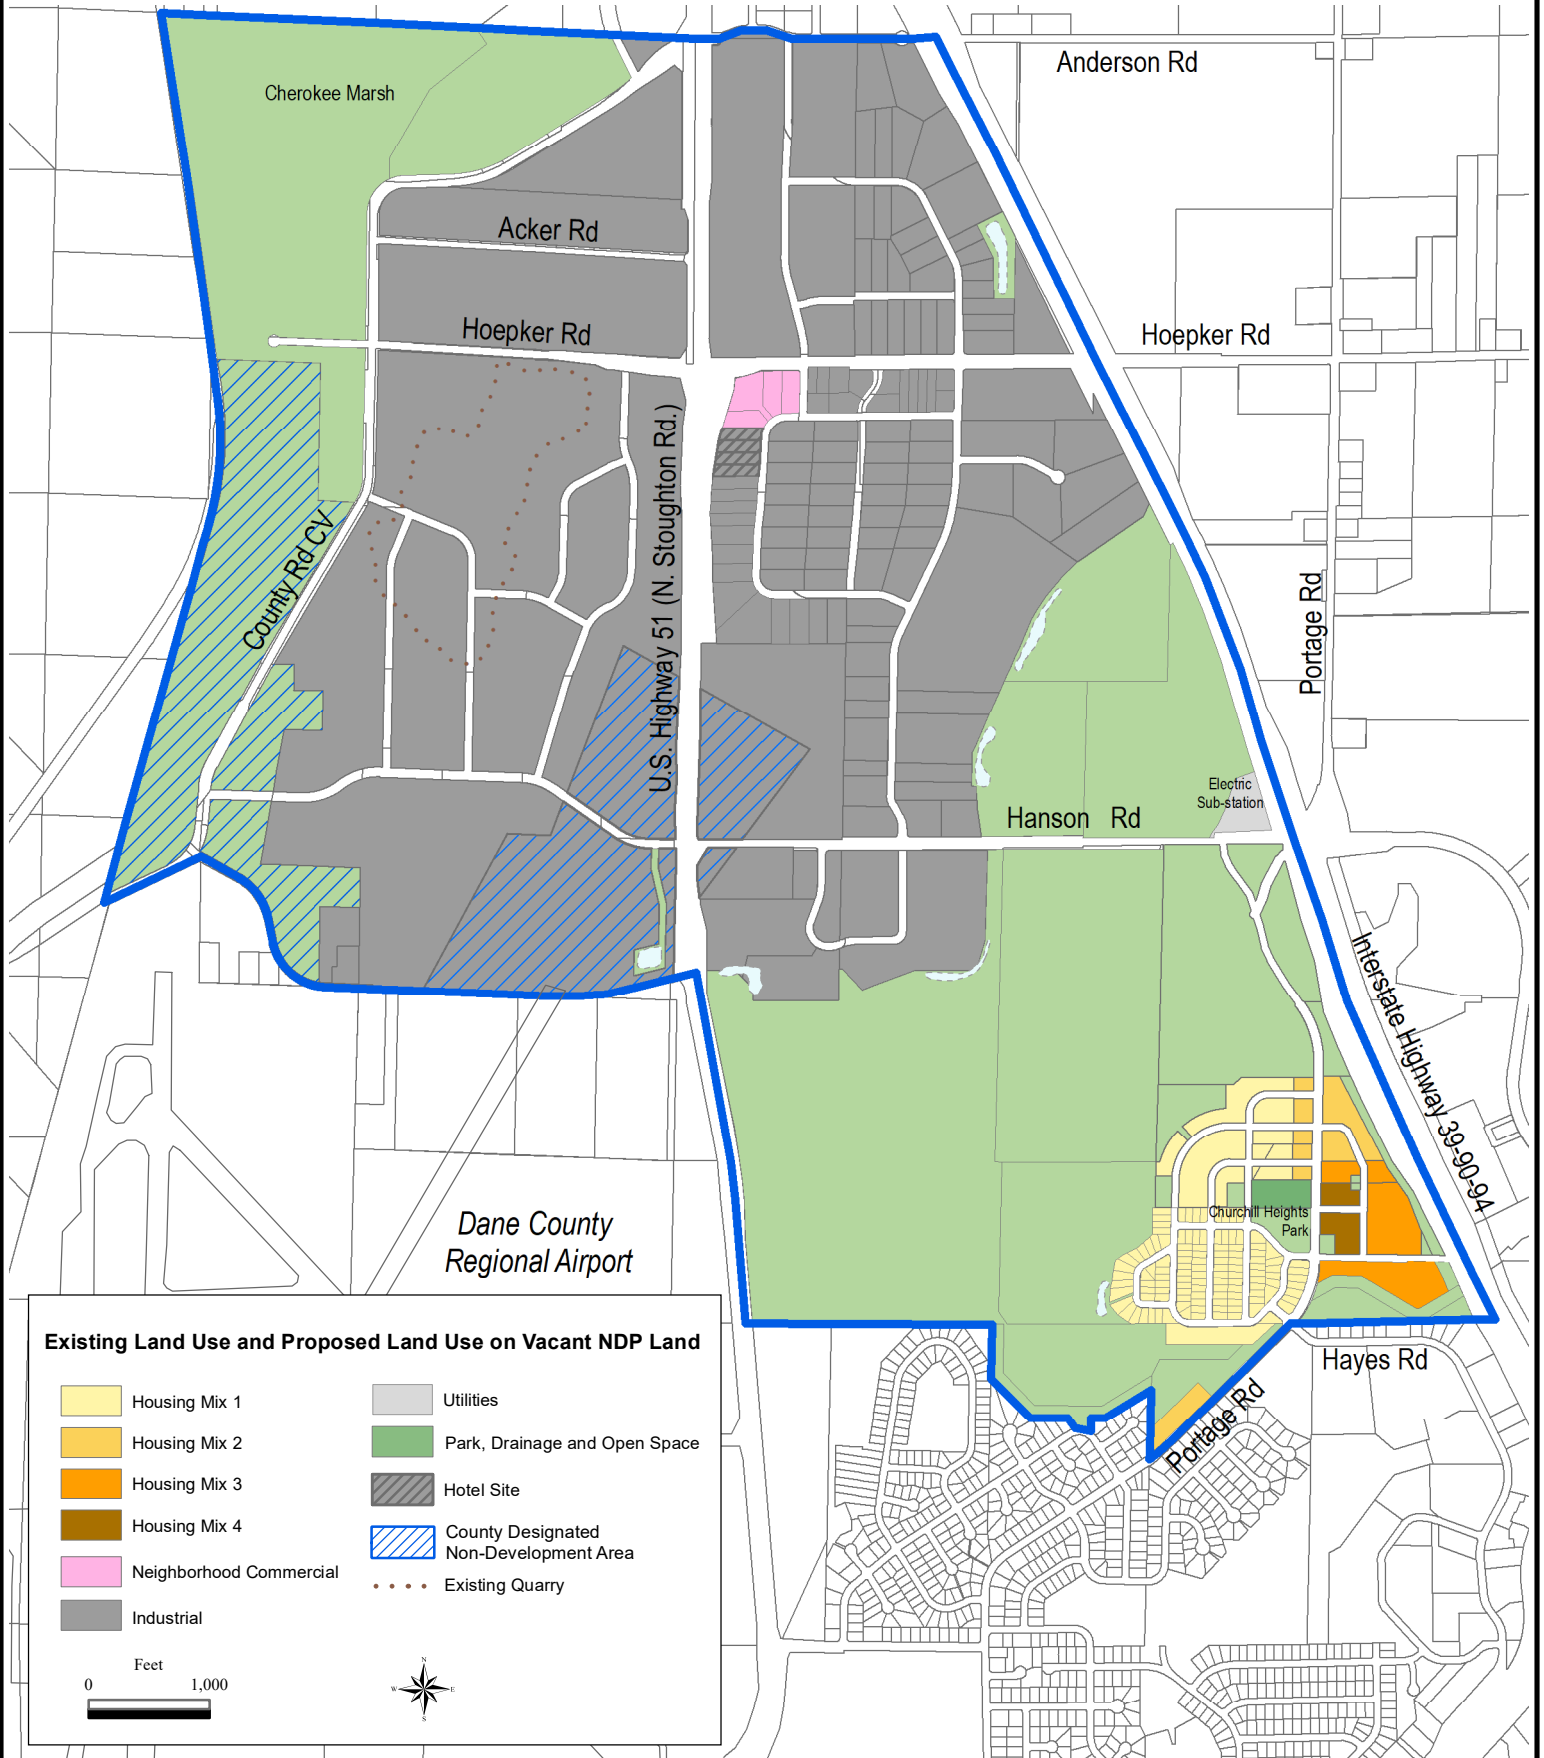 Anderson Rd
Cherokee Marsh
Acker Rd
Hoepker Rd
Hoepker Rd
U.S. Highway 51 (N. Stoughton Rd.)
County Rd CV
Portage Rd
Electric
Sub-station
Hanson Rd
Interstate Highway 39-90-94
Churchill Heights
Park
Dane County
Regional Airport
Hayes Rd
Portage Rd
Existing Land Use and Proposed Land Use on Vacant NDP Land
Housing Mix 1
Housing Mix 2
Housing Mix 3
Housing Mix 4
Neighborhood Commercial
Industrial
Utilities
Park, Drainage and Open Space
Hotel Site
County Designated
Non-Development Area
Existing Quarry
Feet
0 1,000
N
W E
S